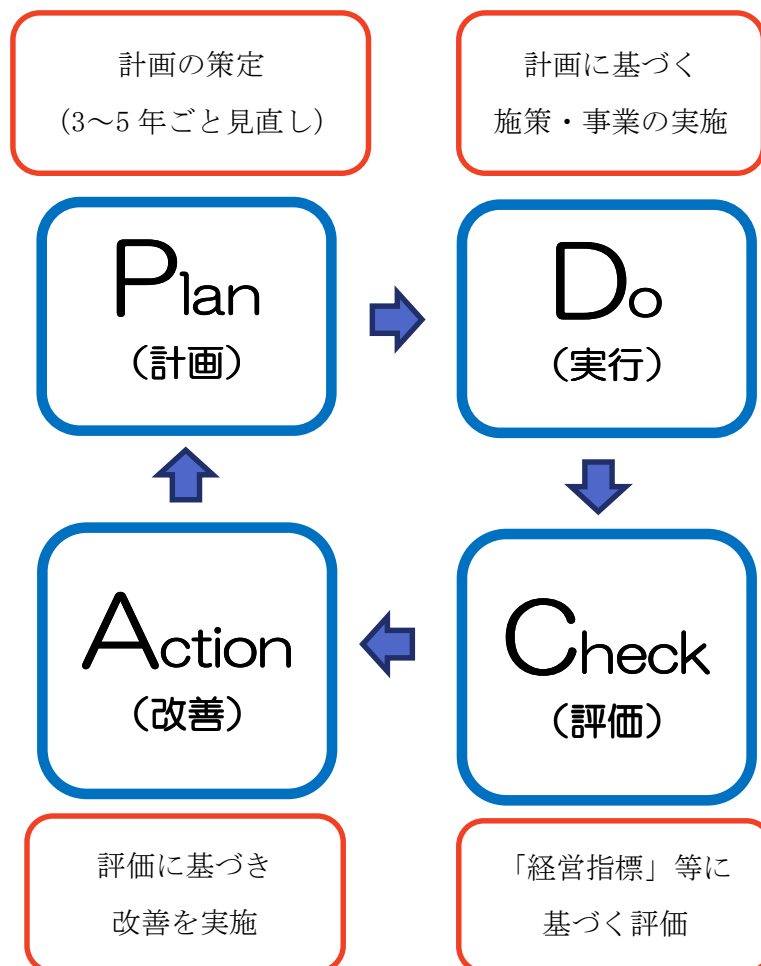 計画の策定
（3～5 年ごと見直し）
計画に基づく
施策・事業の実施
Plan
（計画）
Do
（実行）
Action
（改善）
Check
（評価）
評価に基づき
改善を実施
「経営指標」等に
基づく評価